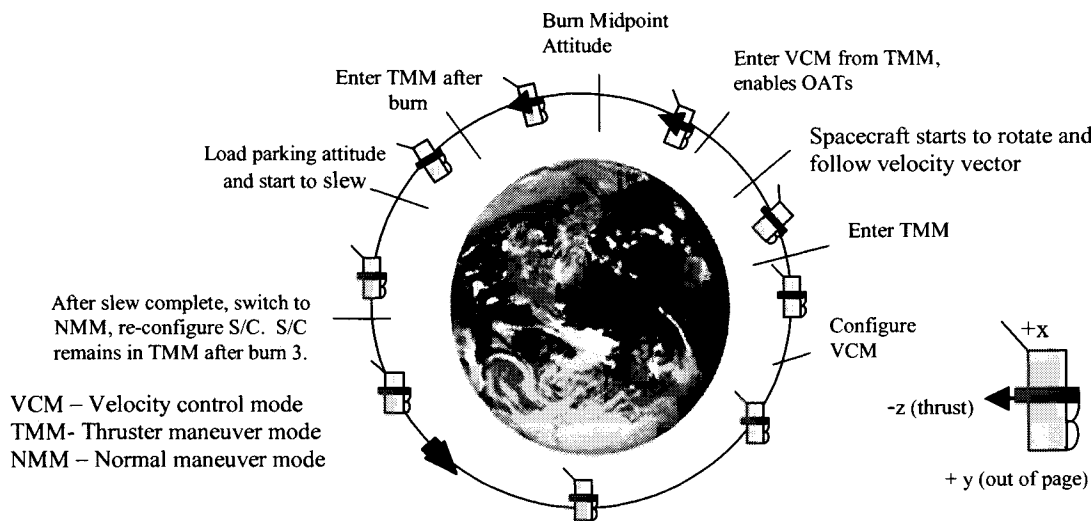 Burn Midpoint
Attitude
Enter TMM after
burn
Enter VCM from TMM,
enables OATs
Load parking attitude
and start to slew
Spacecraft starts to rotate and
follow velocity vector
Enter TMM
After slew complete, switch to
NMM, re-configure S/C. S/C
remains in TMM after burn 3.
Configure
VCM
VCM – Velocity control mode
TMM- Thruster maneuver mode
NMM – Normal maneuver mode
+x
-z (thrust)
+ y (out of page)